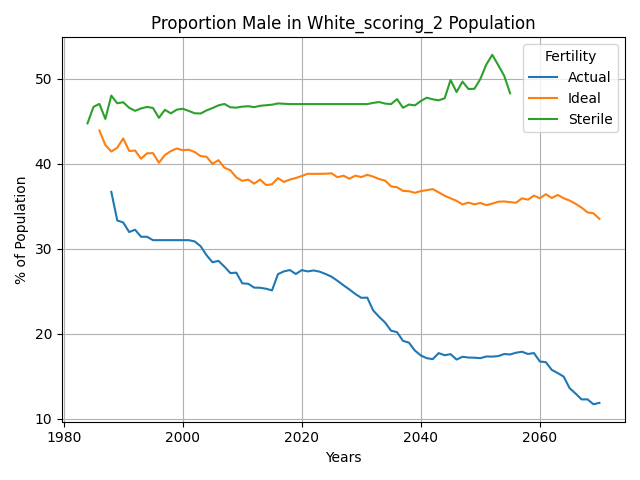 Proportion Male in White_scoring_2 Population
% of Population
50
40
30
20
10
Fertility
Actual
Ideal
Sterile
1980
2000
2020
2040
2060
Years